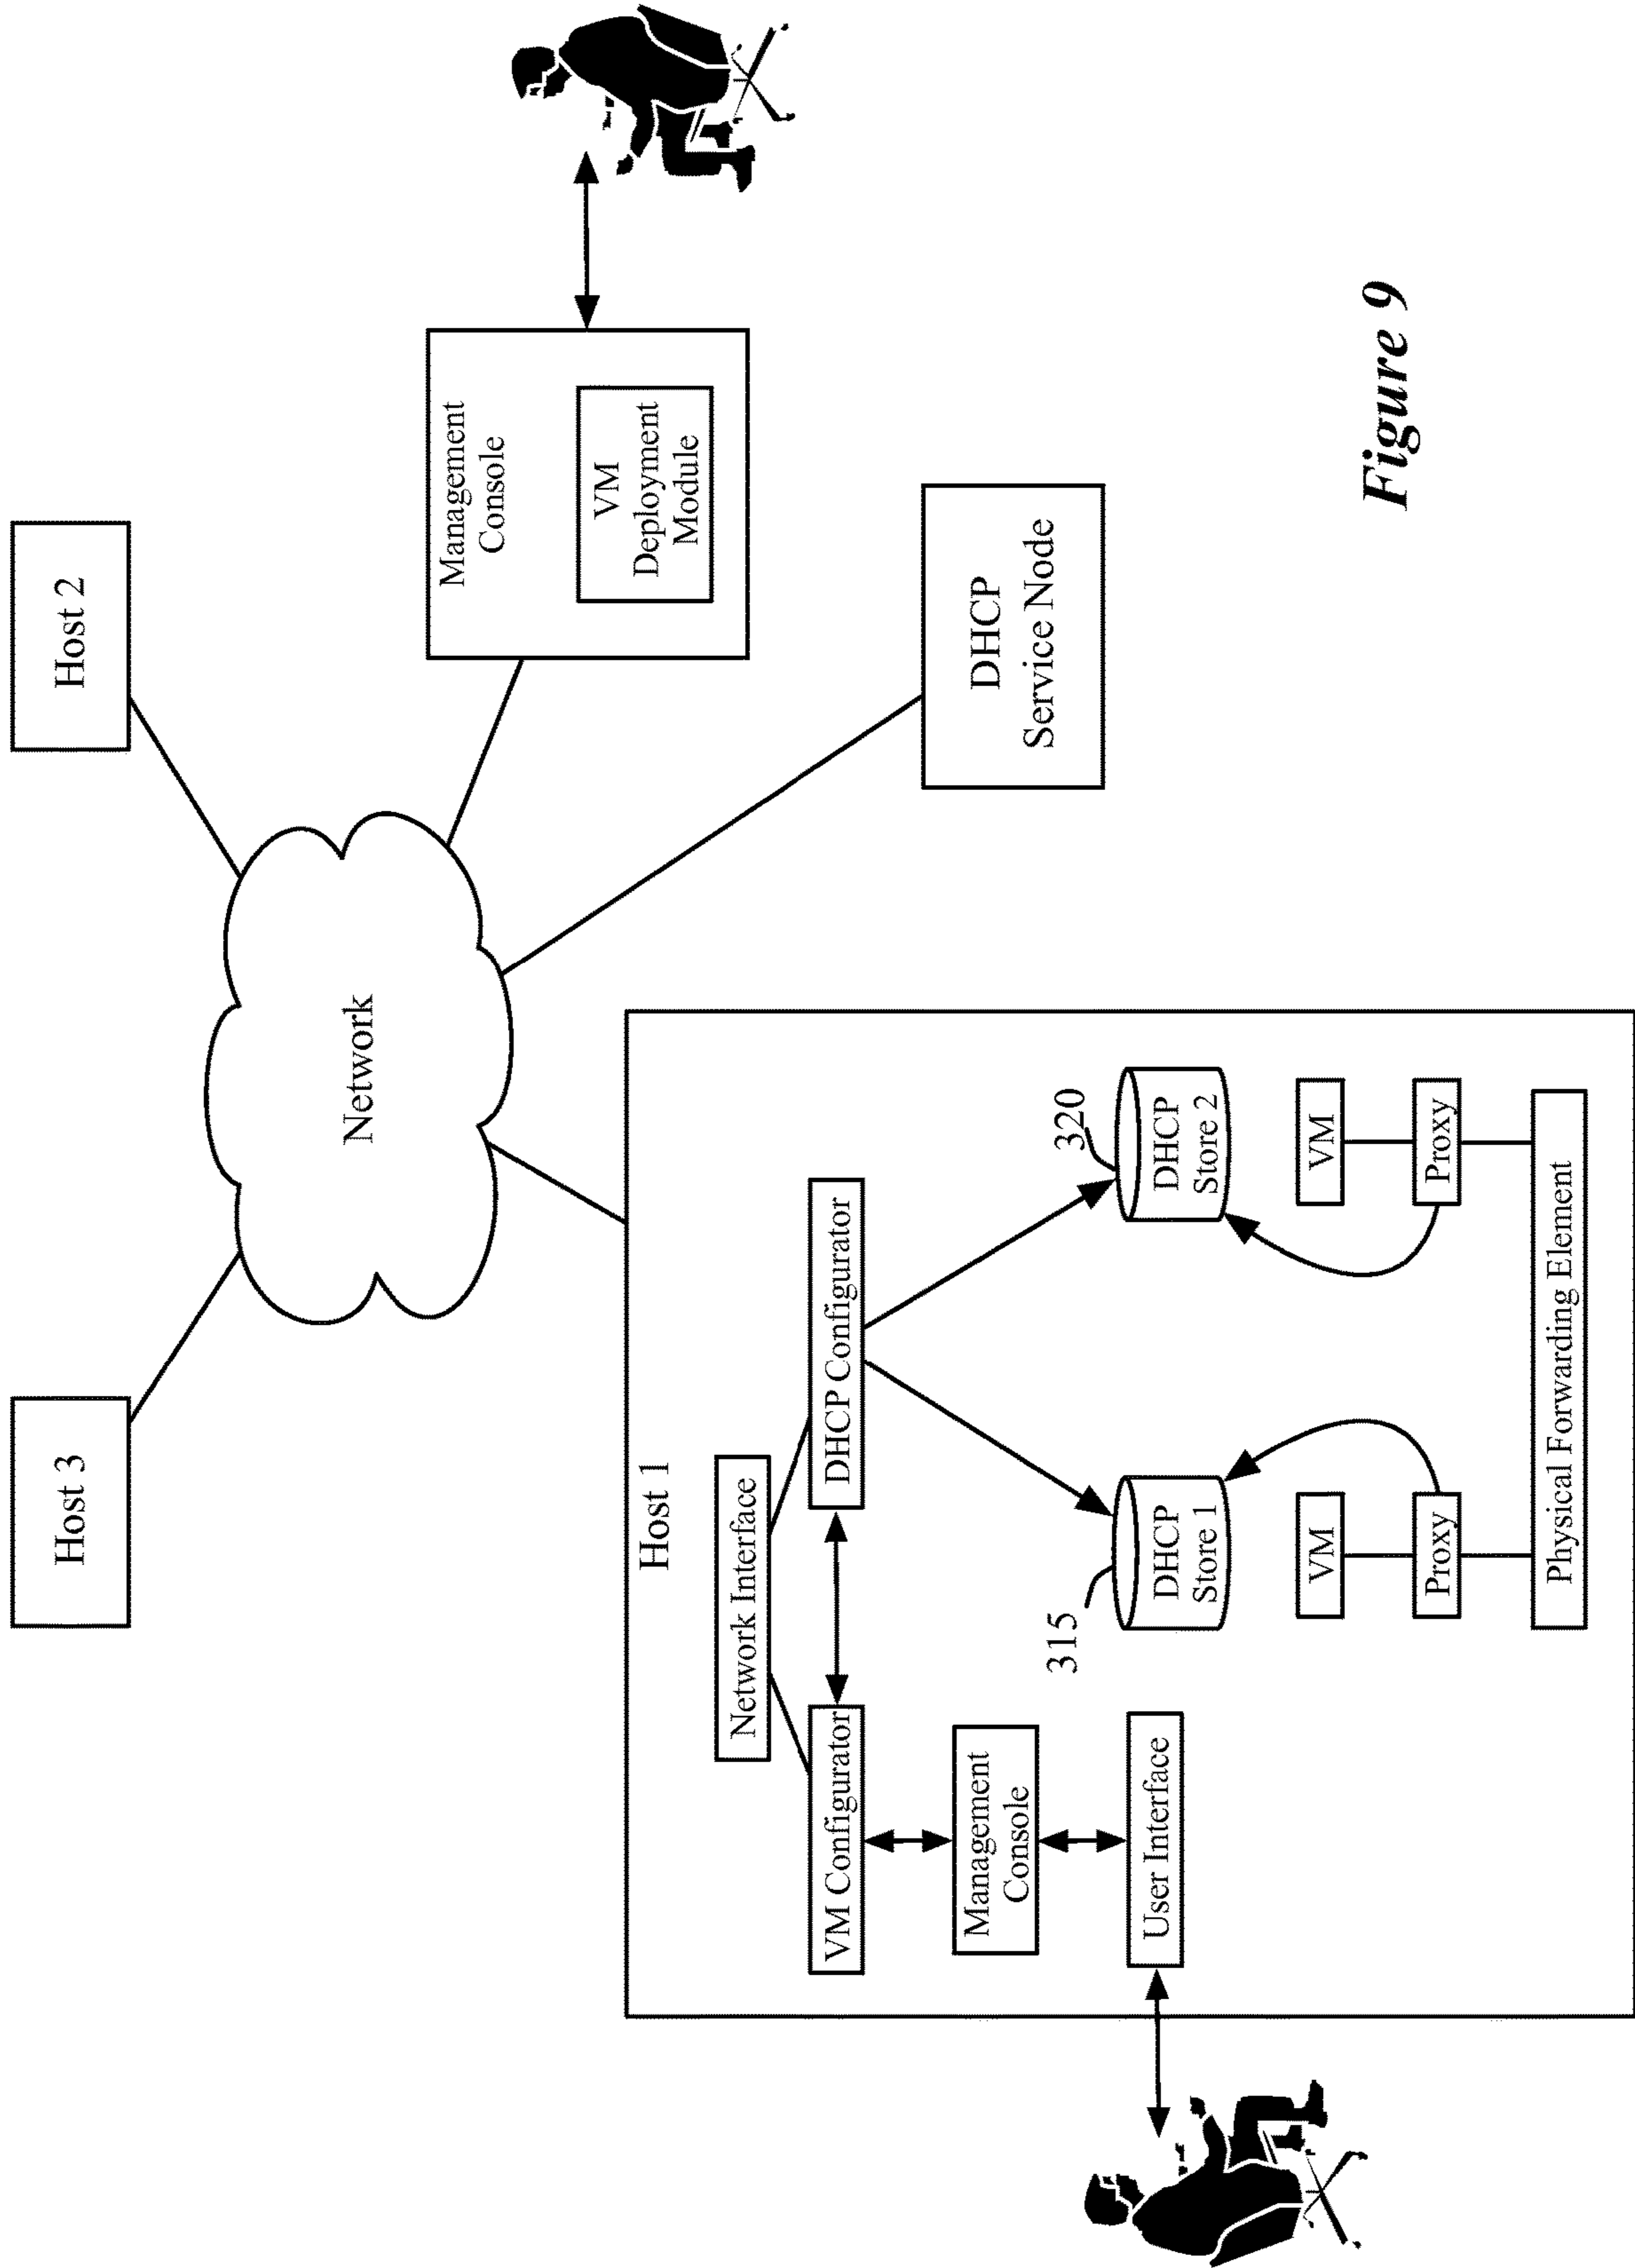 Host 3
Host 2
Network
Management
Console
VM
Deployment
Module
DHCP
Service Node
Host 1
Network Interface
VM Configurator
DHCP Configurator
Management
Console
User Interface
315
DHCP
Store 1
320
DHCP
Store 2
VM
VM
Proxy
Proxy
Physical Forwarding Element
Figure 9